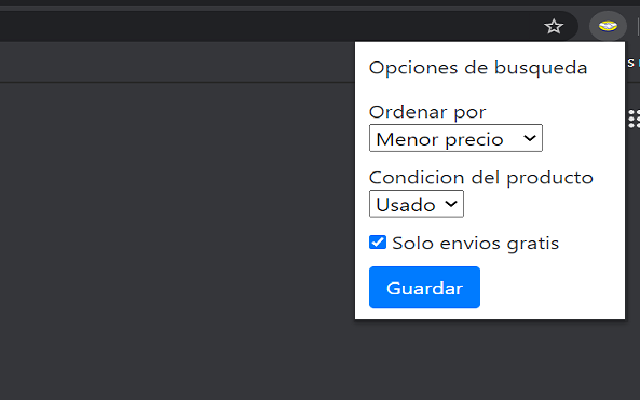 Opciones de busqueda
Ordenar por
Menor precio
Condicion del producto
Usado
Solo envios gratis
Guardar